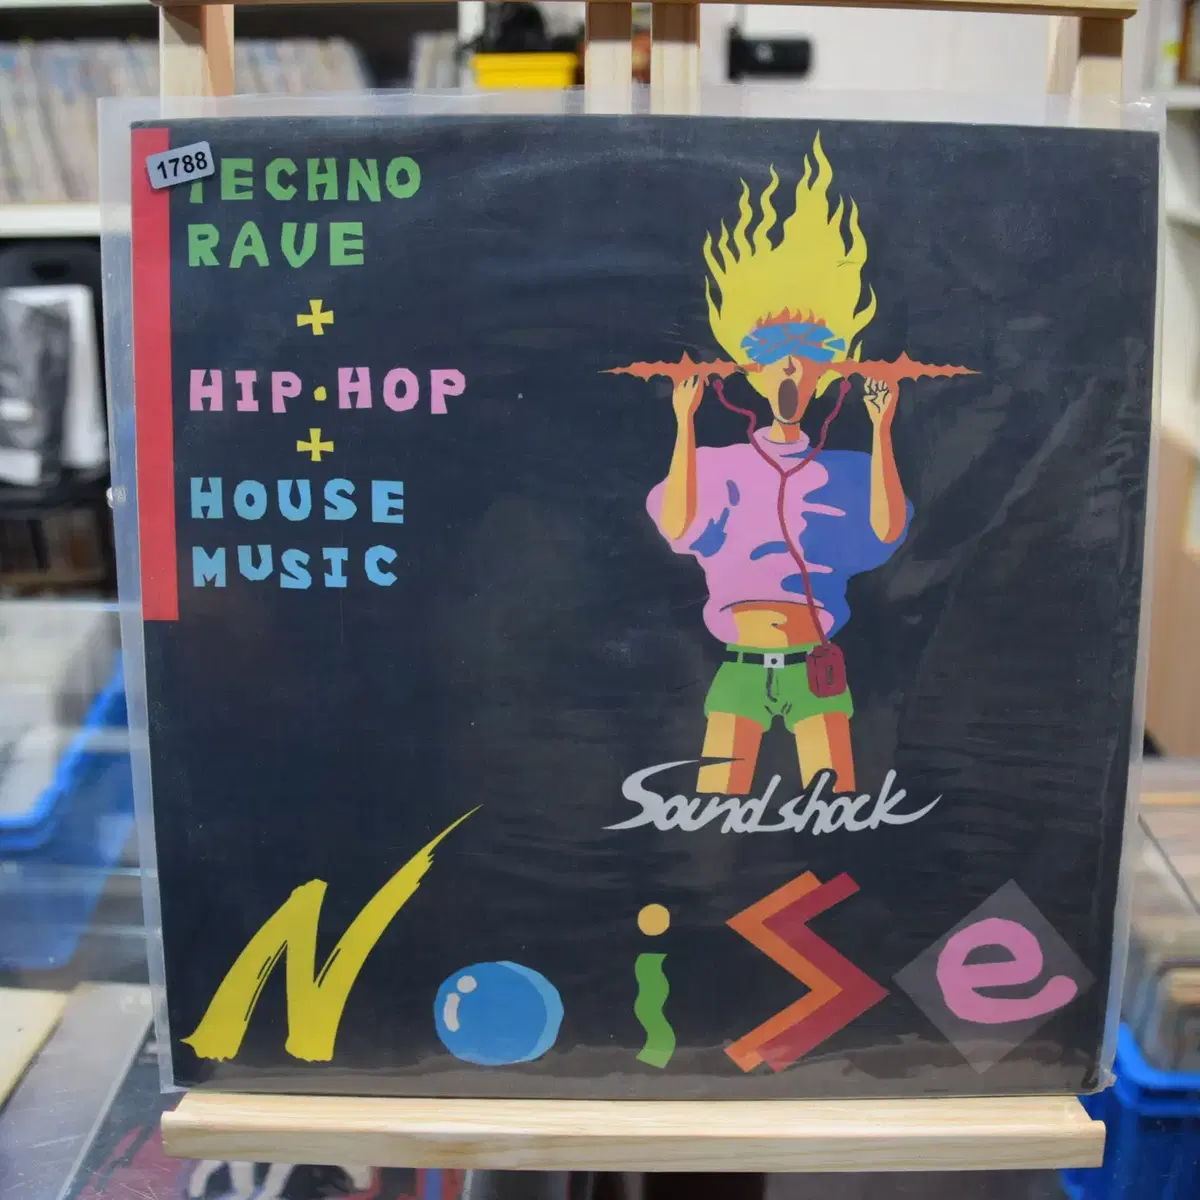 1788
TECHNO
RAVE
+
HIP·HOP
+
HOUSE
MUSIC
Soundshock
NoiSe